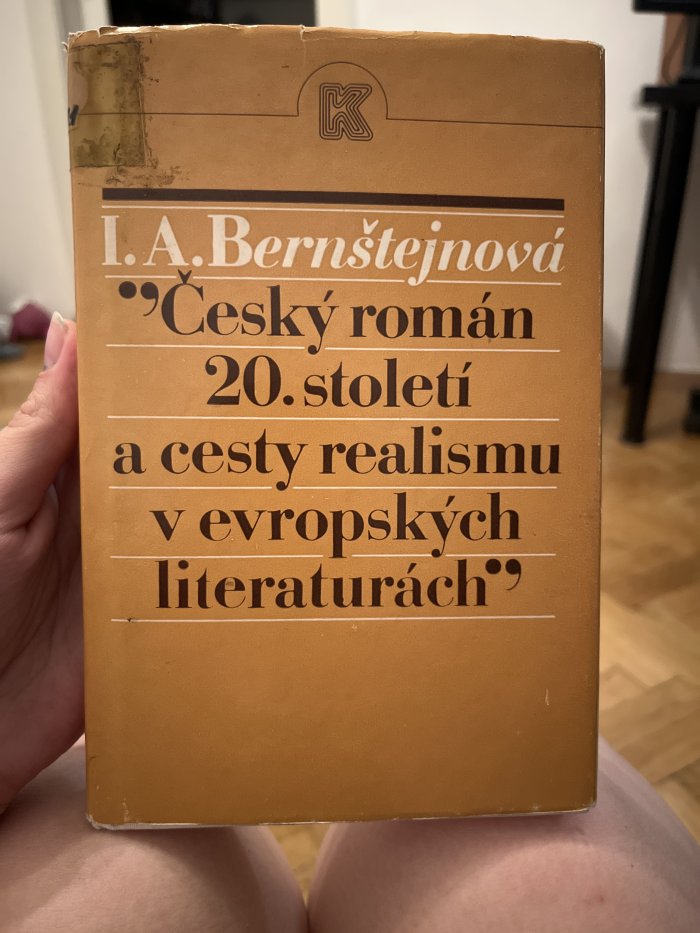 K
I. A. Bernštejnová
"Český román
20. století
a cesty realismu
v evropských
literaturách"